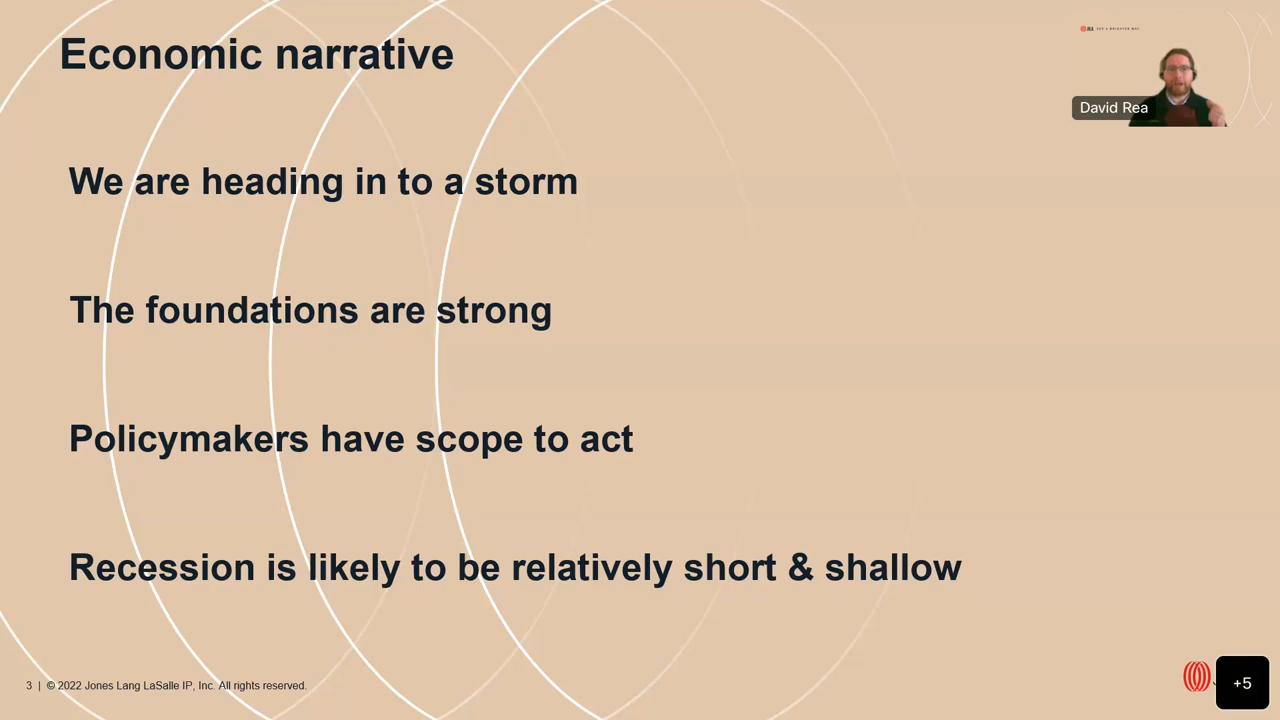 Economic narrative
David Rea
We are heading in to a storm
The foundations are strong
Policymakers have scope to act
Recession is likely to be relatively short & shallow
3 | © 2022 Jones Lang LaSalle IP, Inc. All rights reserved.
+5